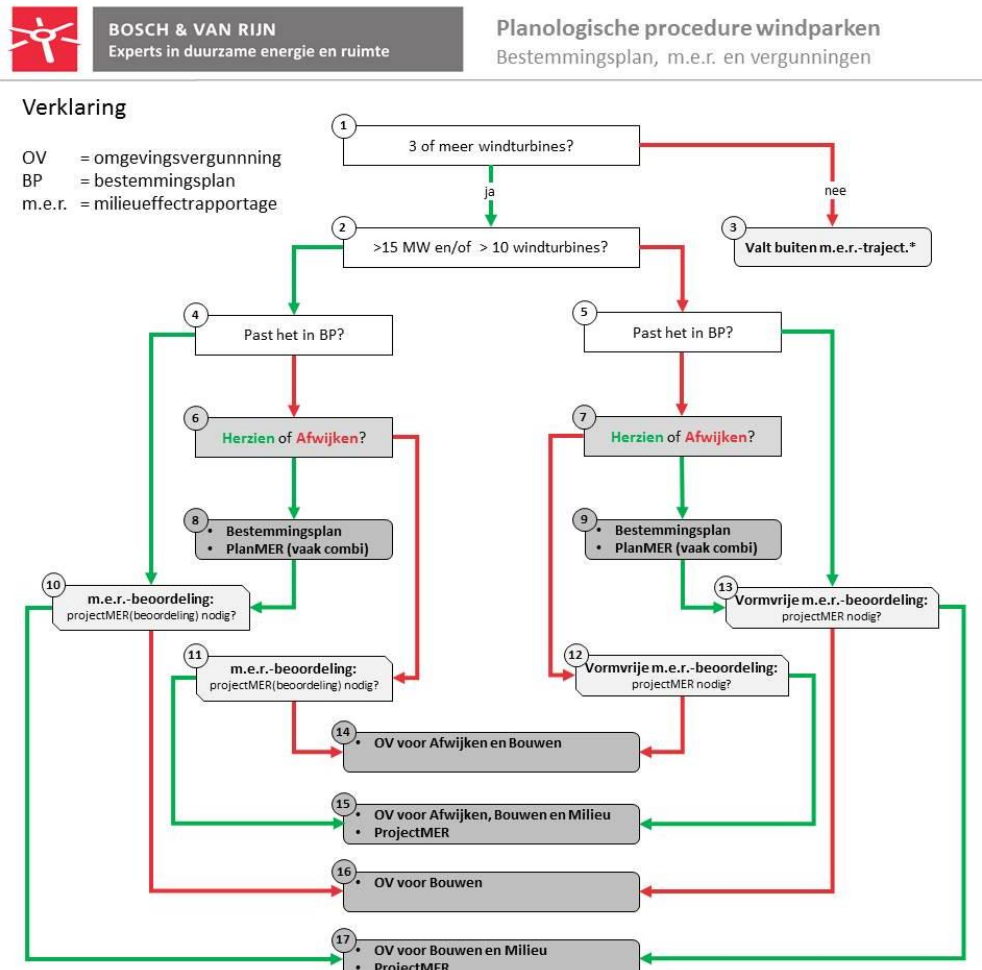 BOSCH & VAN RIJN
Experts in duurzame energie en ruimte
Planologische procedure windparken
Bestemmingsplan, m.e.r. en vergunningen
Verklaring
OV = omgevingsvergunnning
BP = bestemmingsplan
m.e.r. = milieueffectrapportage
1
3 of meer windturbines?
ja
nee
2
>15 MW en/of > 10 windturbines?
3
Valt buiten m.e.r.-traject.*
4
Past het in BP?
5
Past het in BP?
6
Herzien of Afwijken?
7
Herzien of Afwijken?
8
• Bestemmingsplan
• PlanMER (vaak combi)
9
• Bestemmingsplan
• PlanMER (vaak combi)
10
m.e.r.-beoordeling:
projectMER(beoordeling) nodig?
13
Vormvrije m.e.r.-beoordeling:
projectMER nodig?
11
m.e.r.-beoordeling:
projectMER(beoordeling) nodig?
12
Vormvrije m.e.r.-beoordeling:
projectMER nodig?
14
• OV voor Afwijken en Bouwen
15
• OV voor Afwijken, Bouwen en Milieu
• ProjectMER
16
• OV voor Bouwen
17
• OV voor Bouwen en Milieu
• ProjectMER